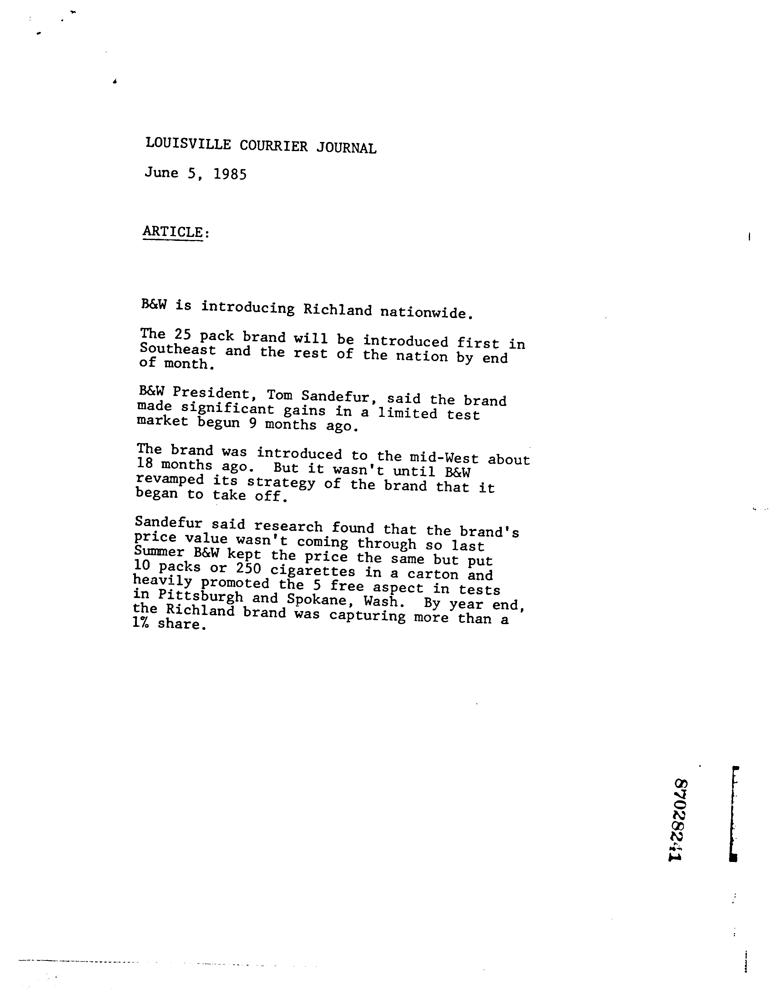 LOUISVILLE COURRIER JOURNAL
June 5, 1985
ARTICLE:
B&W is introducing Richland nationwide.
The 25 pack brand will be introduced first in
Southeast and the rest of the nation by end
of month.
B&W President, Tom Sandefur, said the brand
made significant gains in a limited test
market begun 9 months ago.
The brand was introduced to the mid-West about
18 months ago. But it wasn't until B&W
revamped its strategy of the brand that it
began to take off.
Sandefur said research found that the brand's
price value wasn't coming through so last
Summer B&W kept the price the same but put
10 packs or 250 cigarettes in a carton and
heavily promoted the 5 free aspect in tests
in Pittsburgh and Spokane, Wash. By year end,
the Richland brand was capturing more than a
1% share.
87028241